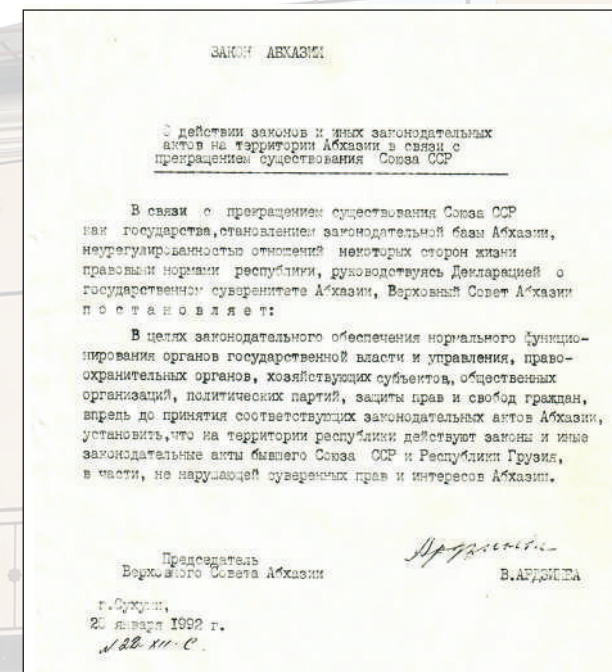 ЗАКОН АБХАЗИИ
О действии законов и иных законодательных
актов на территории Абхазии в связи с
прекращением существования Союза ССР
В связи с прекращением существования Союза ССР
как государства, становлением законодательной базы Абхазии,
неурегулированностью отношений некоторых сторон жизни
правовыми нормами республики, руководствуясь Декларацией о
государственном суверенитете Абхазии, Верховный Совет Абхазии
п о с т а н о в л я е т:
В целях законодательного обеспечения нормального функцио-
нирования органов государственной власти и управления, право-
охранительных органов, хозяйствующих субъектов, общественных
организаций, политических партий, защиты прав и свобод граждан,
впредь до принятия соответствующих законодательных актов Абхазии,
установить,что на территории республики действуют законы и иные
законодательные акты бывшего Союза ССР и Республики Грузия,
в части, не нарушающей суверенных прав и интересов Абхазии.
Председатель
Верховного Совета Абхазии
В.АРДЗИНБА
г.Сухум,
января 1992 г.